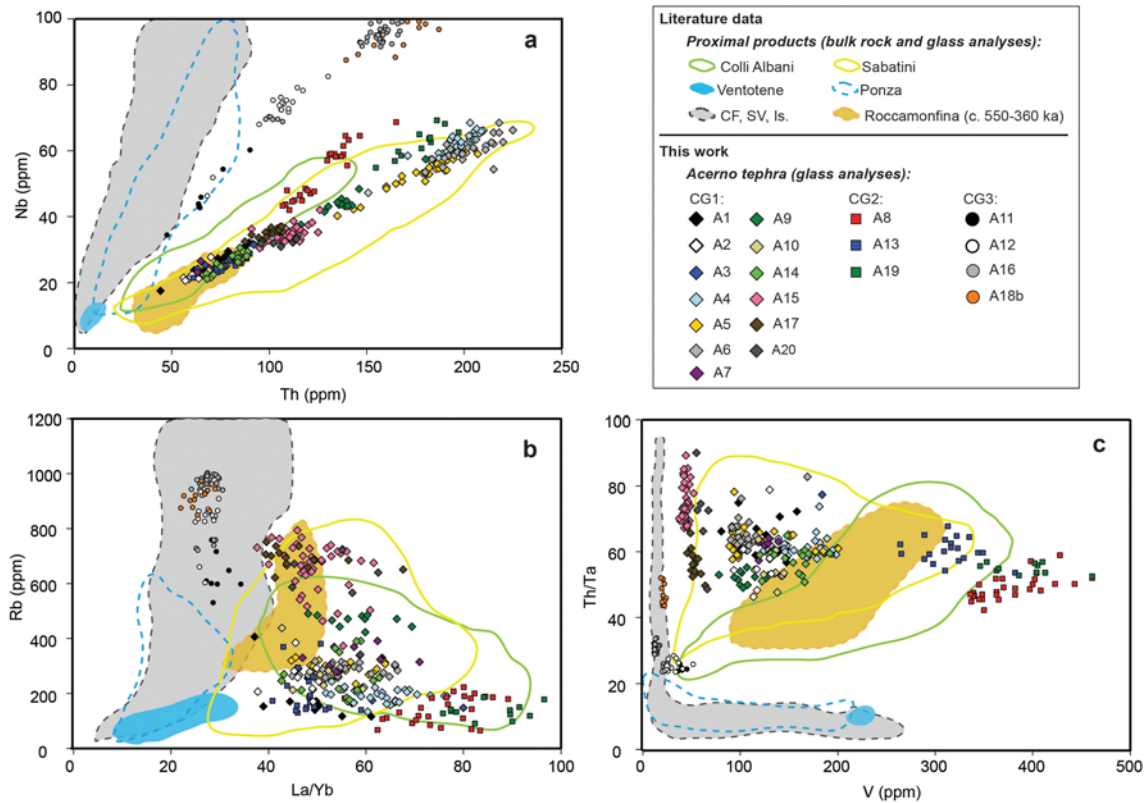 a
Nb (ppm)
100
80
60
40
20
0
0 50 100 150 200 250
Th (ppm)
Literature data
Proximal products (bulk rock and glass analyses):
Colli Albani Sabatini
Ventotene Ponza
CF, SV, Is. Roccamonfina (c. 550-360 ka)
This work
Acerno tephra (glass analyses):
CG1: CG2: CG3:
A1 A9 A8 A11
A2 A10 A13 A12
A3 A14 A19 A16
A4 A15 A18b
A5 A17
A6 A20
A7
b
Rb (ppm)
1200
1000
800
600
400
200
0
0 20 40 60 80 100
La/Yb
c
Th/Ta
100
80
60
40
20
0
0 100 200 300 400 500
V (ppm)